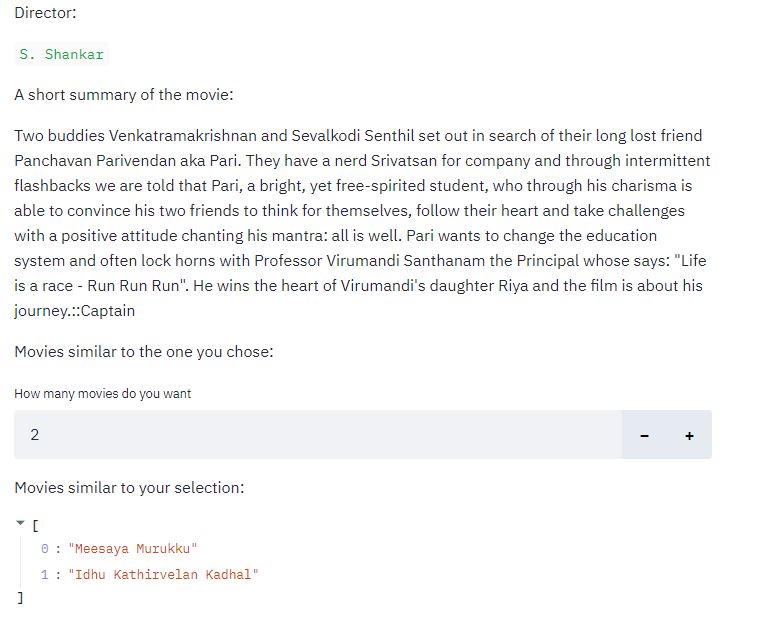 Director:
S. Shankar
A short summary of the movie:
Two buddies Venkatramakrishnan and Sevalkodi Senthil set out in search of their long lost friend
Panchavan Parivendan aka Pari. They have a nerd Srivatsan for company and through intermittent
flashbacks we are told that Pari, a bright, yet free-spirited student, who through his charisma is
able to convince his two friends to think for themselves, follow their heart and take challenges
with a positive attitude chanting his mantra: all is well. Pari wants to change the education
system and often lock horns with Professor Virumandi Santhanam the Principal whose says: "Life
is a race - Run Run Run". He wins the heart of Virumandi's daughter Riya and the film is about his
journey.::Captain
Movies similar to the one you chose:
How many movies do you want
2 - +
Movies similar to your selection:
[
0 : "Meesaya Murukku"
1 : "Idhu Kathirvelan Kadhal"
]